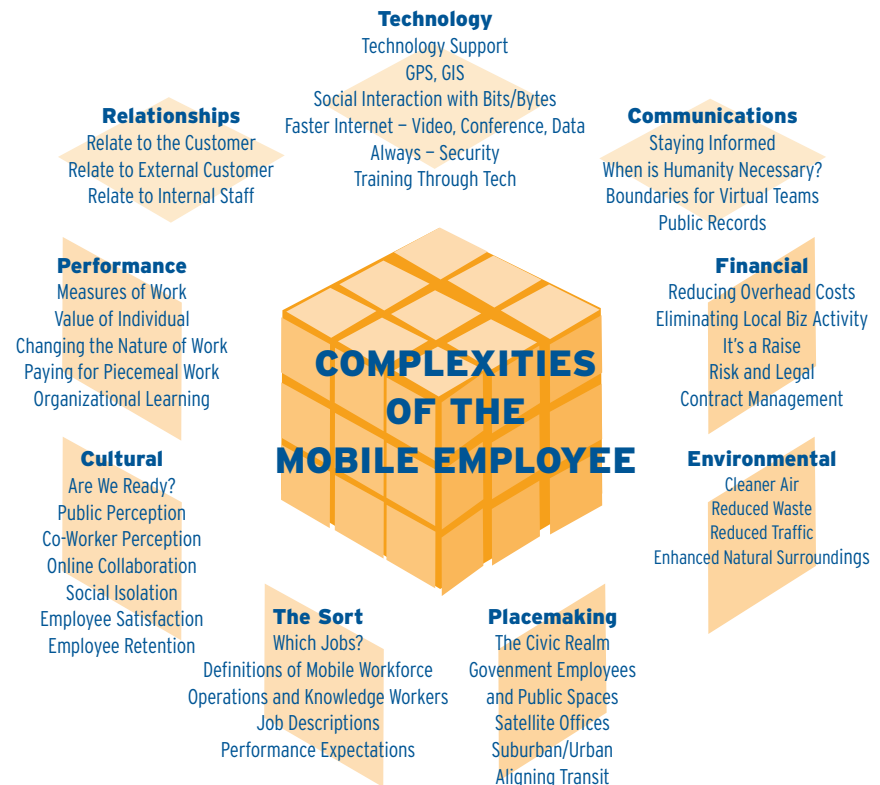 Technology
Technology Support
GPS, GIS
Social Interaction with Bits/Bytes
Faster Internet – Video, Conference, Data
Always – Security
Training Through Tech
Relationships
Relate to the Customer
Relate to External Customer
Relate to Internal Staff
Communications
Staying Informed
When is Humanity Necessary?
Boundaries for Virtual Teams
Public Records
Performance
Measures of Work
Value of Individual
Changing the Nature of Work
Paying for Piecemeal Work
Organizational Learning
Financial
Reducing Overhead Costs
Eliminating Local Biz Activity
It's a Raise
Risk and Legal
Contract Management
COMPLEXITIES
OF THE
MOBILE EMPLOYEE
Cultural
Are We Ready?
Public Perception
Co-Worker Perception
Online Collaboration
Social Isolation
Employee Satisfaction
Employee Retention
Environmental
Cleaner Air
Reduced Waste
Reduced Traffic
Enhanced Natural Surroundings
The Sort
Which Jobs?
Definitions of Mobile Workforce
Operations and Knowledge Workers
Job Descriptions
Performance Expectations
Placemaking
The Civic Realm
Govenment Employees
and Public Spaces
Satellite Offices
Suburban/Urban
Aligning Transit